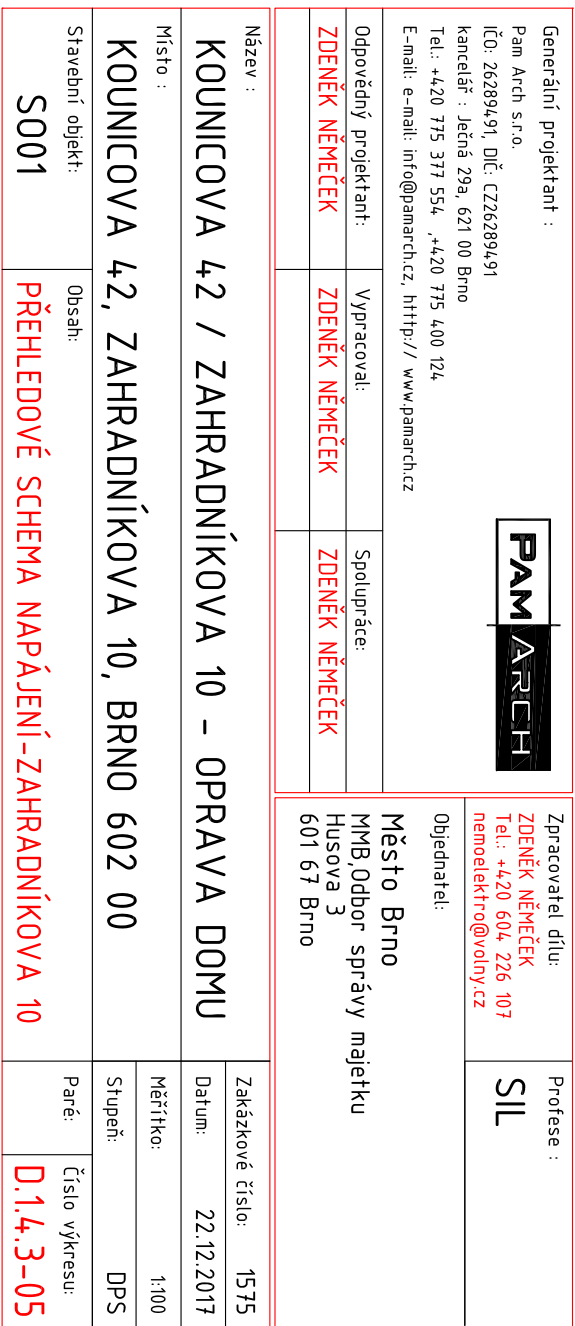 Generální projektant :
Pam Arch s.r.o.
IČO: 26289491, DIČ: CZ26289491
kancelář : Ječná 29a, 621 00 Brno
Tel.: +420 775 377 554 ,+420 775 400 124
E-mail: e-mail: info@pamarch.cz, htttp:// www.pamarch.cz
PAM ARCH
Zpracovatel dílu:
ZDENĚK NĚMEČEK
Tel.: +420 604 226 107
nemoelektro@volny.cz
Profese :
SIL
Odpovědný projektant:
ZDENĚK NĚMEČEK
Vypracoval:
ZDENĚK NĚMEČEK
Spolupráce:
ZDENĚK NĚMEČEK
Objednatel:
Město Brno
MMB,Odbor správy majetku
Husova 3
601 67 Brno
Název :
KOUNICOVA 42 / ZAHRADNÍKOVA 10 - OPRAVA DOMU
Zakázkové číslo: 1575
Datum: 22.12.2017
Místo :
KOUNICOVA 42, ZAHRADNÍKOVA 10, BRNO 602 00
Měřítko: 1:100
Stupeň: DPS
Stavební objekt:
SO01
Obsah:
PŘEHLEDOVÉ SCHEMA NAPÁJENÍ-ZAHRADNÍKOVA 10
Paré:
Číslo výkresu:
D.1.4.3-05